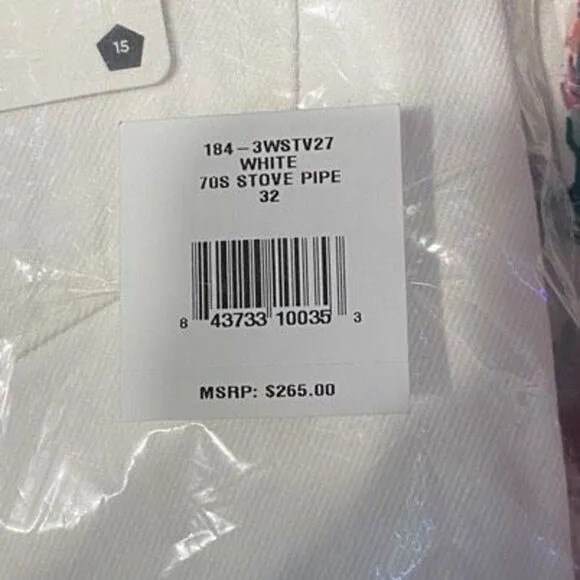 15
184-3WSTV27
WHITE
70S STOVE PIPE
32
8 43733 10035 3
MSRP: $265.00